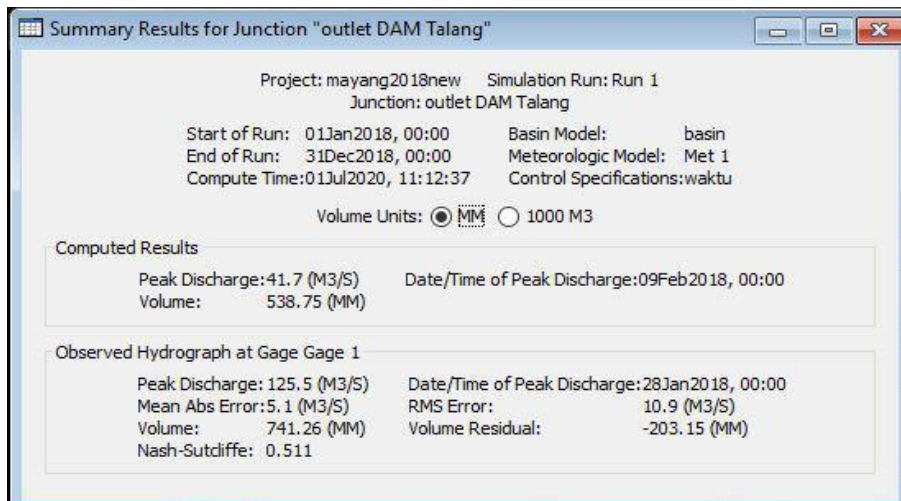 Summary Results for Junction "outlet DAM Talang"
Project: mayang2018new Simulation Run: Run 1
Junction: outlet DAM Talang
Start of Run: 01Jan2018, 00:00 Basin Model: basin
End of Run: 31Dec2018, 00:00 Meteorologic Model: Met 1
Compute Time:01Jul2020, 11:12:37 Control Specifications:waktu
Volume Units: MM 1000 M3
Computed Results
Peak Discharge:41.7 (M3/S) Date/Time of Peak Discharge:09Feb2018, 00:00
Volume: 538.75 (MM)
Observed Hydrograph at Gage Gage 1
Peak Discharge:125.5 (M3/S) Date/Time of Peak Discharge:28Jan2018, 00:00
Mean Abs Error:5.1 (M3/S) RMS Error: 10.9 (M3/S)
Volume: 741.26 (MM) Volume Residual: -203.15 (MM)
Nash-Sutcliffe: 0.511